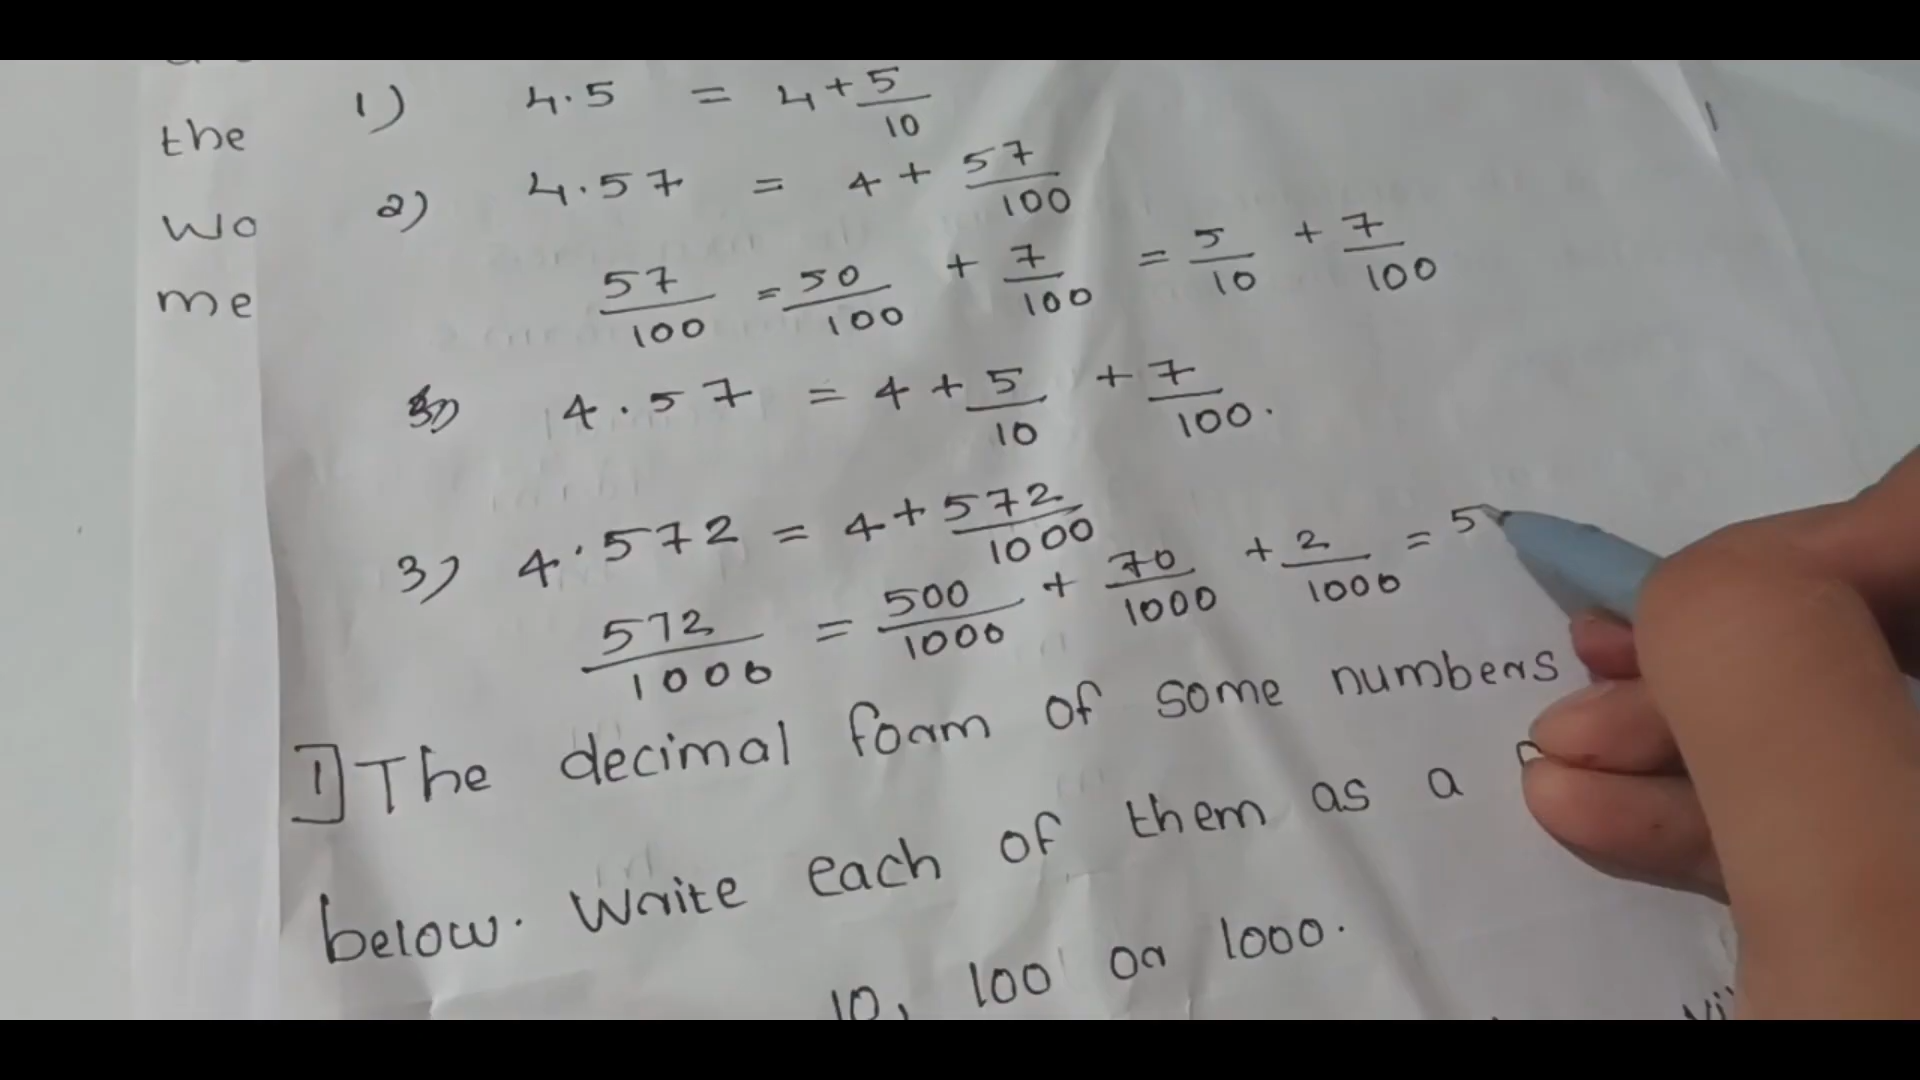 the
wo
me
1) 4.5 = 4+5/10
2) 4.57 = 4 + 57/100
57/100 = 50/100 + 7/100 = 5/10 + 7/100
4.57 = 4 + 5/10 + 7/100.
3) 4.572 = 4+572/1000
572/1000 = 500/1000 + 70/1000 + 2/1000 = 5
1] The decimal form of some numbers
below. Write each of them as a
10, 100 or 1000.